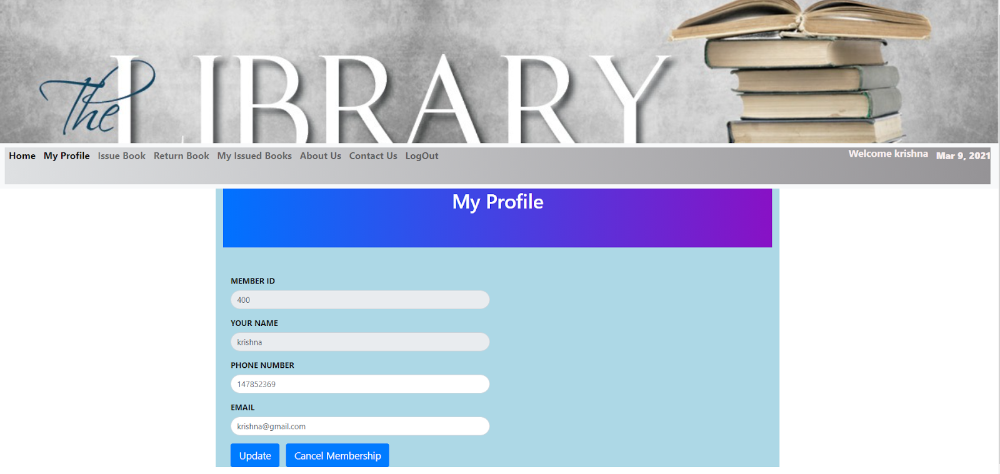 The LIBRARY
Home My Profile Issue Book Return Book My Issued Books About Us Contact Us LogOut Welcome krishna Mar 9, 2021
My Profile
MEMBER ID
400
YOUR NAME
krishna
PHONE NUMBER
147852369
EMAIL
krishna@gmail.com
Update Cancel Membership